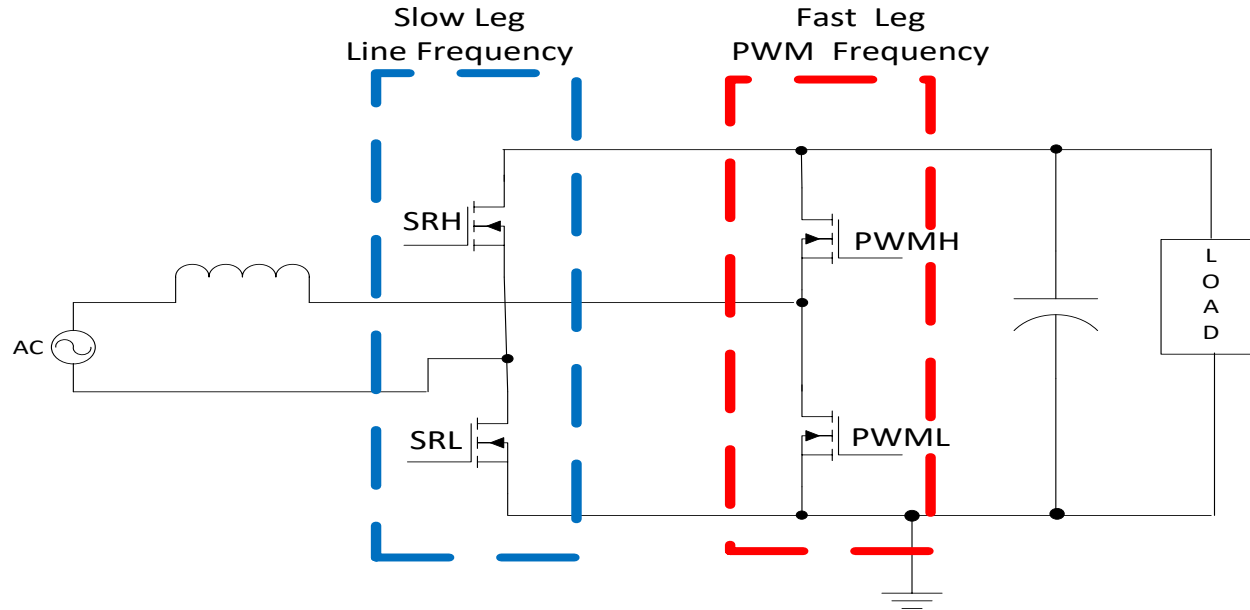 Slow Leg
Line Frequency
Fast Leg
PWM Frequency
SRH
PWMH
AC
SRL
PWML
L
O
A
D